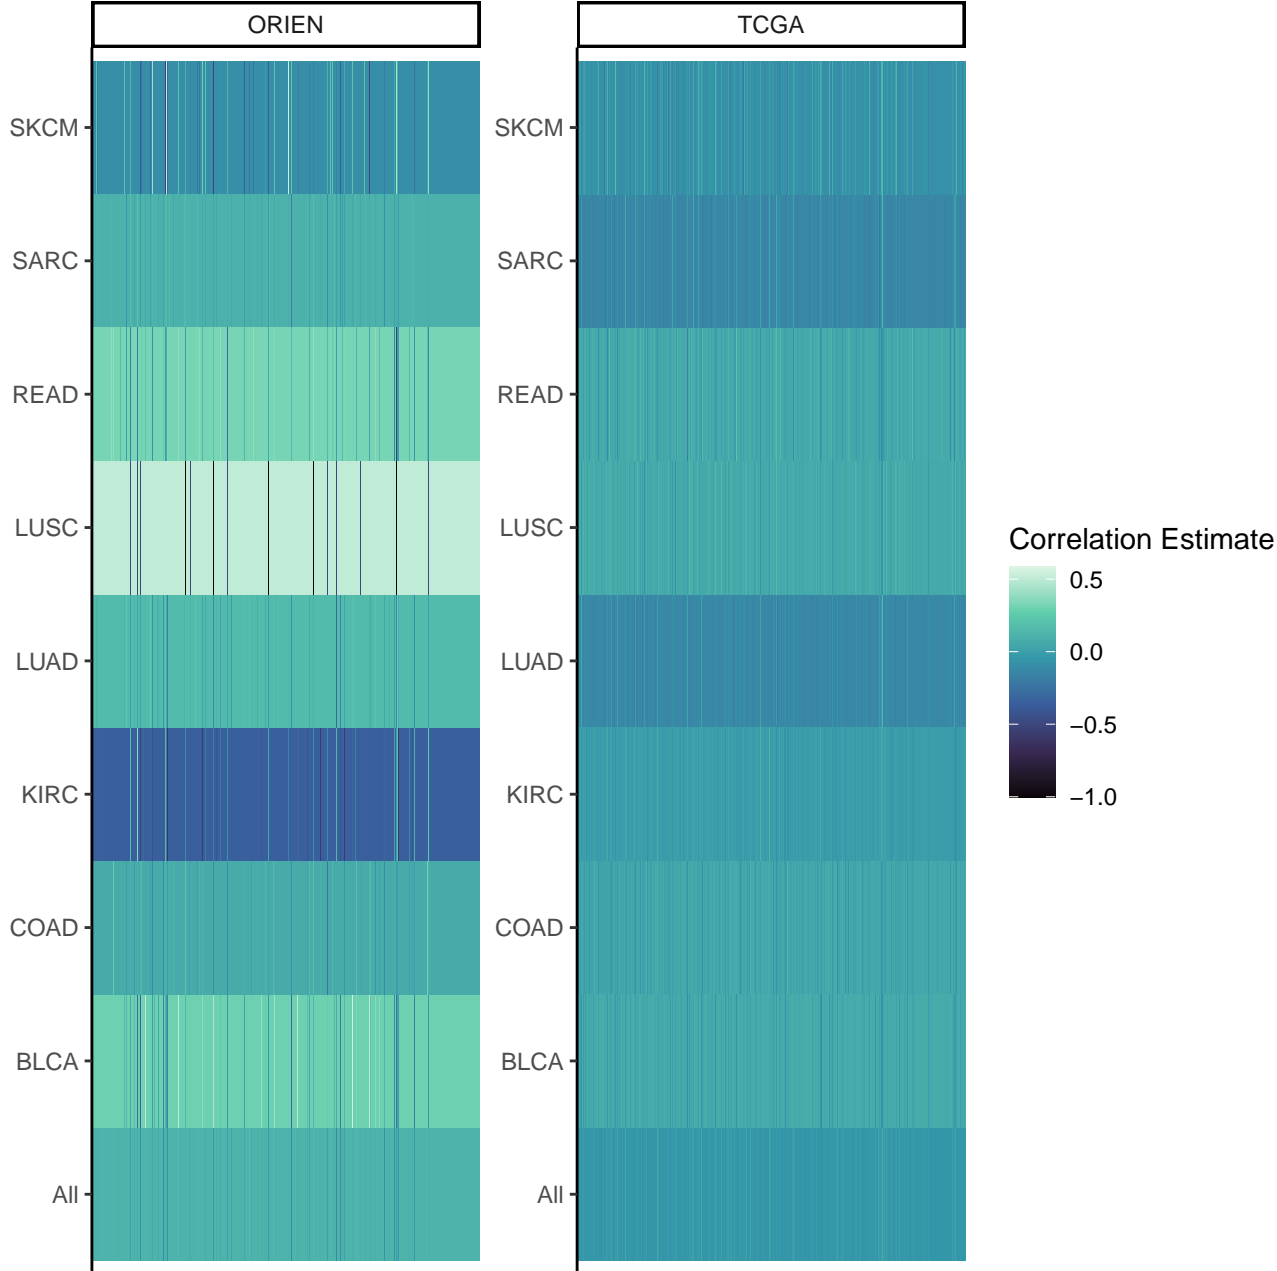 ORIEN
TCGA
SKCM
SARC
READ
LUSC
LUAD
KIRC
COAD
BLCA
All
SKCM
SARC
READ
LUSC
LUAD
KIRC
COAD
BLCA
All
Correlation Estimate
0.5
0.0
−0.5
−1.0